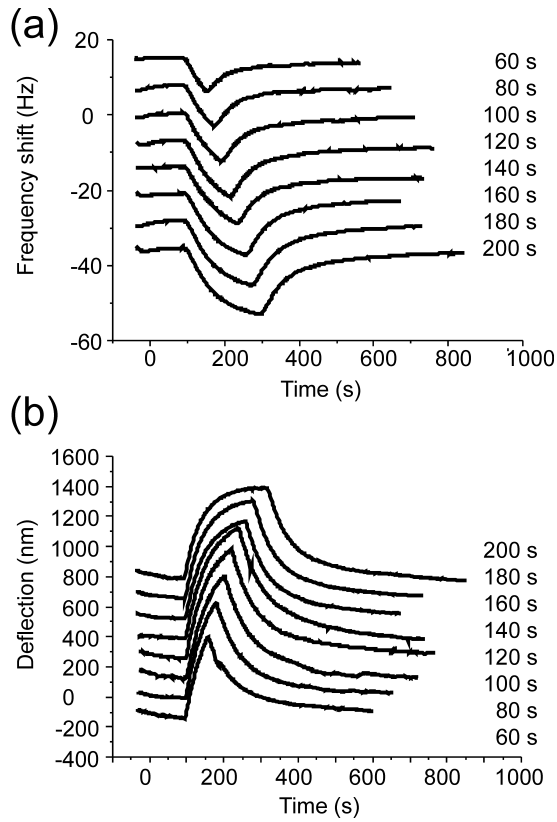 (a)
20
0
-20
-40
-60
Frequency shift (Hz)
60 s
80 s
100 s
120 s
140 s
160 s
180 s
200 s
0 200 400 600 800 1000
Time (s)
(b)
1600
1400
1200
1000
800
600
400
200
0
-200
-400
Deflection (nm)
200 s
180 s
160 s
140 s
120 s
100 s
80 s
60 s
0 200 400 600 800 1000
Time (s)